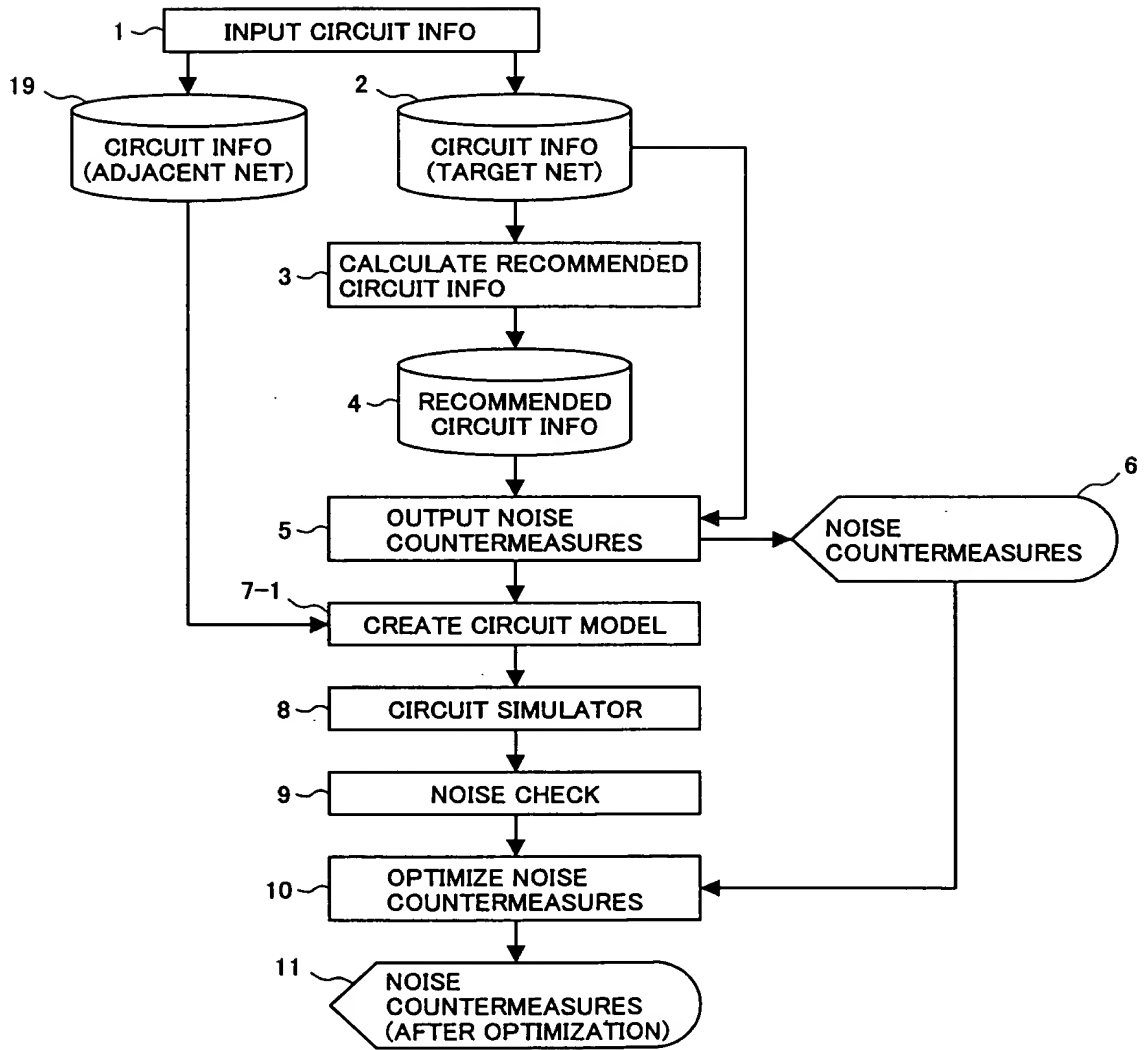 1
INPUT CIRCUIT INFO
19
CIRCUIT INFO
(ADJACENT NET)
2
CIRCUIT INFO
(TARGET NET)
3
CALCULATE RECOMMENDED
CIRCUIT INFO
4
RECOMMENDED
CIRCUIT INFO
5
OUTPUT NOISE
COUNTERMEASURES
6
NOISE
COUNTERMEASURES
7-1
CREATE CIRCUIT MODEL
8
CIRCUIT SIMULATOR
9
NOISE CHECK
10
OPTIMIZE NOISE
COUNTERMEASURES
11
NOISE
COUNTERMEASURES
(AFTER OPTIMIZATION)